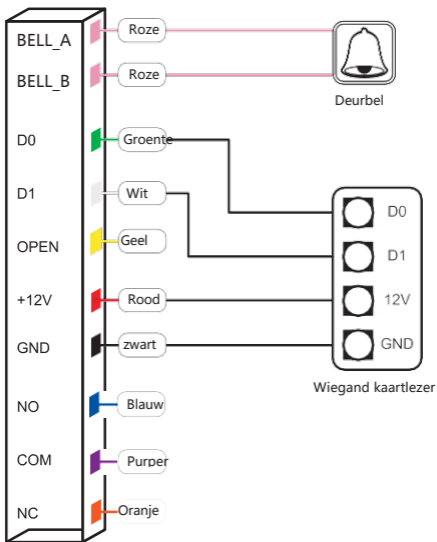 BELL_A
Roze
BELL_B
Roze
Deurbel
D0
Groente
D1
Wit
OPEN
Geel
+12V
Rood
GND
zwart
NO
Blauw
COM
Purper
NC
Oranje
D0
D1
12V
GND
Wiegand kaartlezer